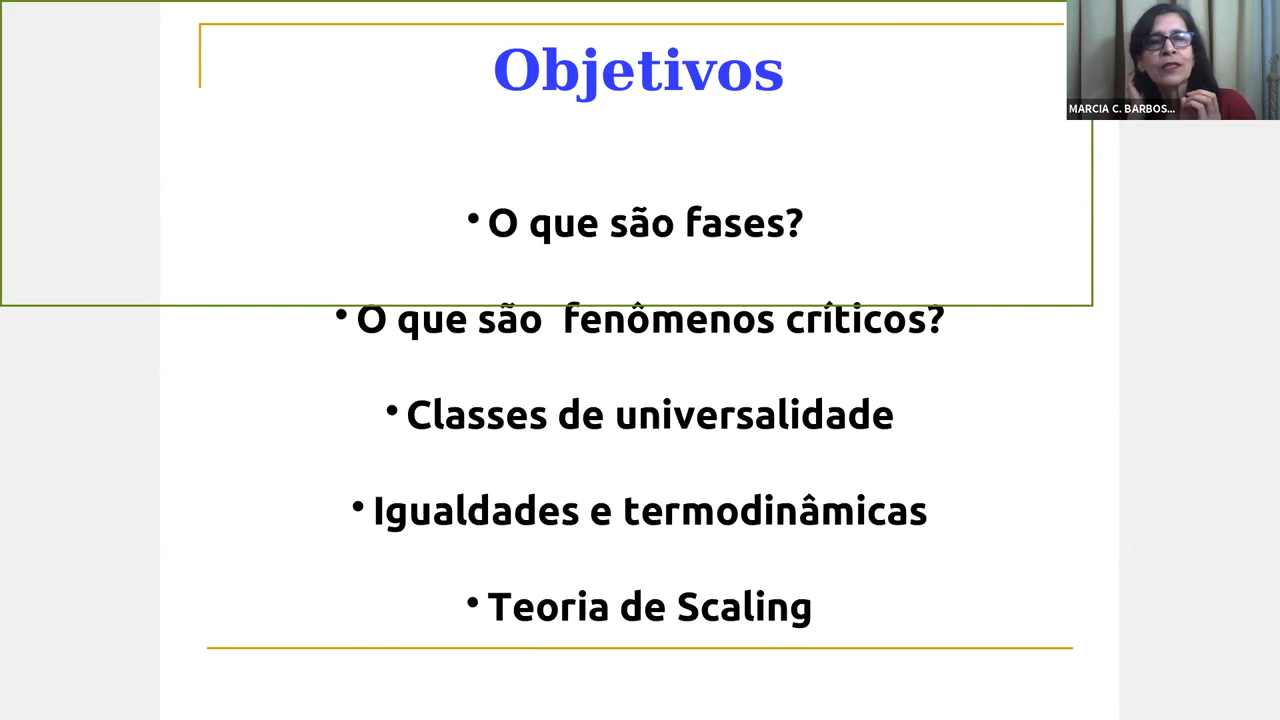 Objetivos
MARCIA C. BARBOS...
• O que são fases?
• O que são fenômenos críticos?
• Classes de universalidade
• Igualdades e termodinâmicas
• Teoria de Scaling